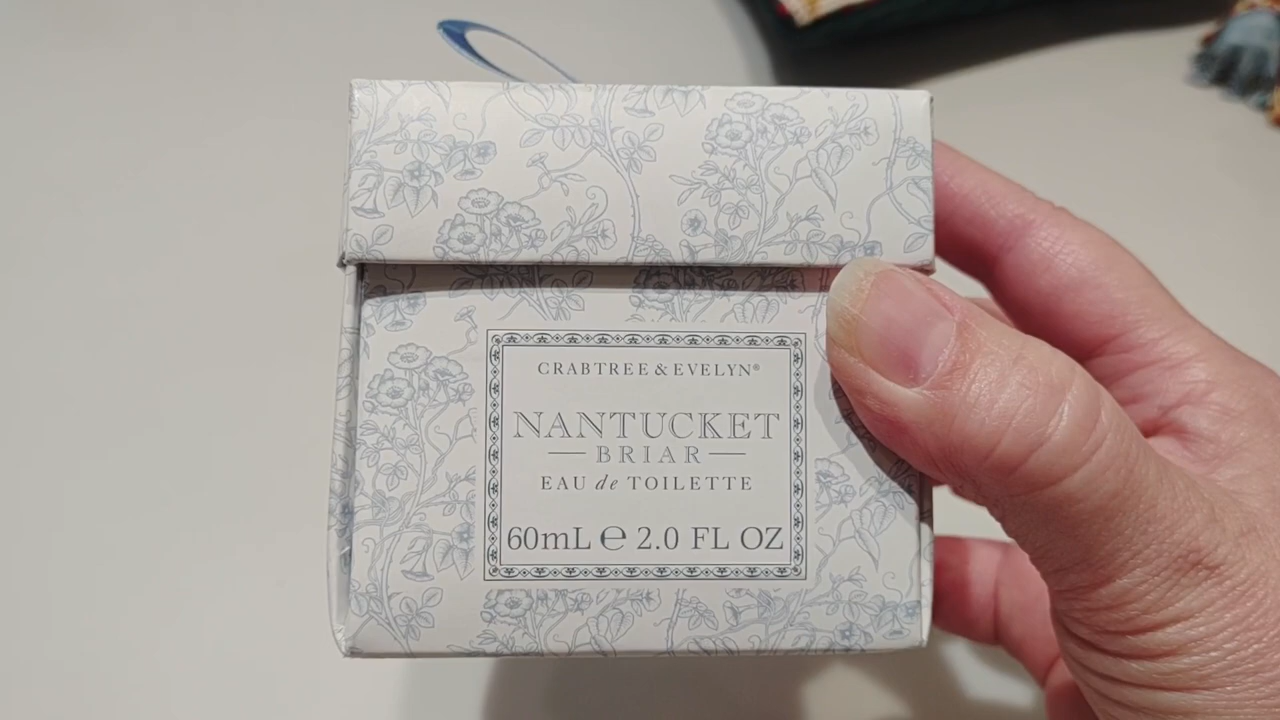 CRABTREE & EVELYN®
NANTUCKET
BRIAR
EAU de TOILETTE
60mL ℮ 2.0 FL OZ